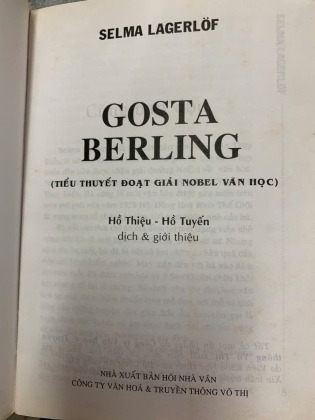 SELMA LAGERLÖF
GOSTA
BERLING
(TIỂU THUYẾT ĐOẠT GIẢI NOBEL VĂN HỌC)
Hồ Thiệu - Hồ Tuyến
dịch & giới thiệu
NHÀ XUẤT BẢN HỘI NHÀ VĂN
CÔNG TY VĂN HOÁ & TRUYỀN THÔNG VÕ THỊ